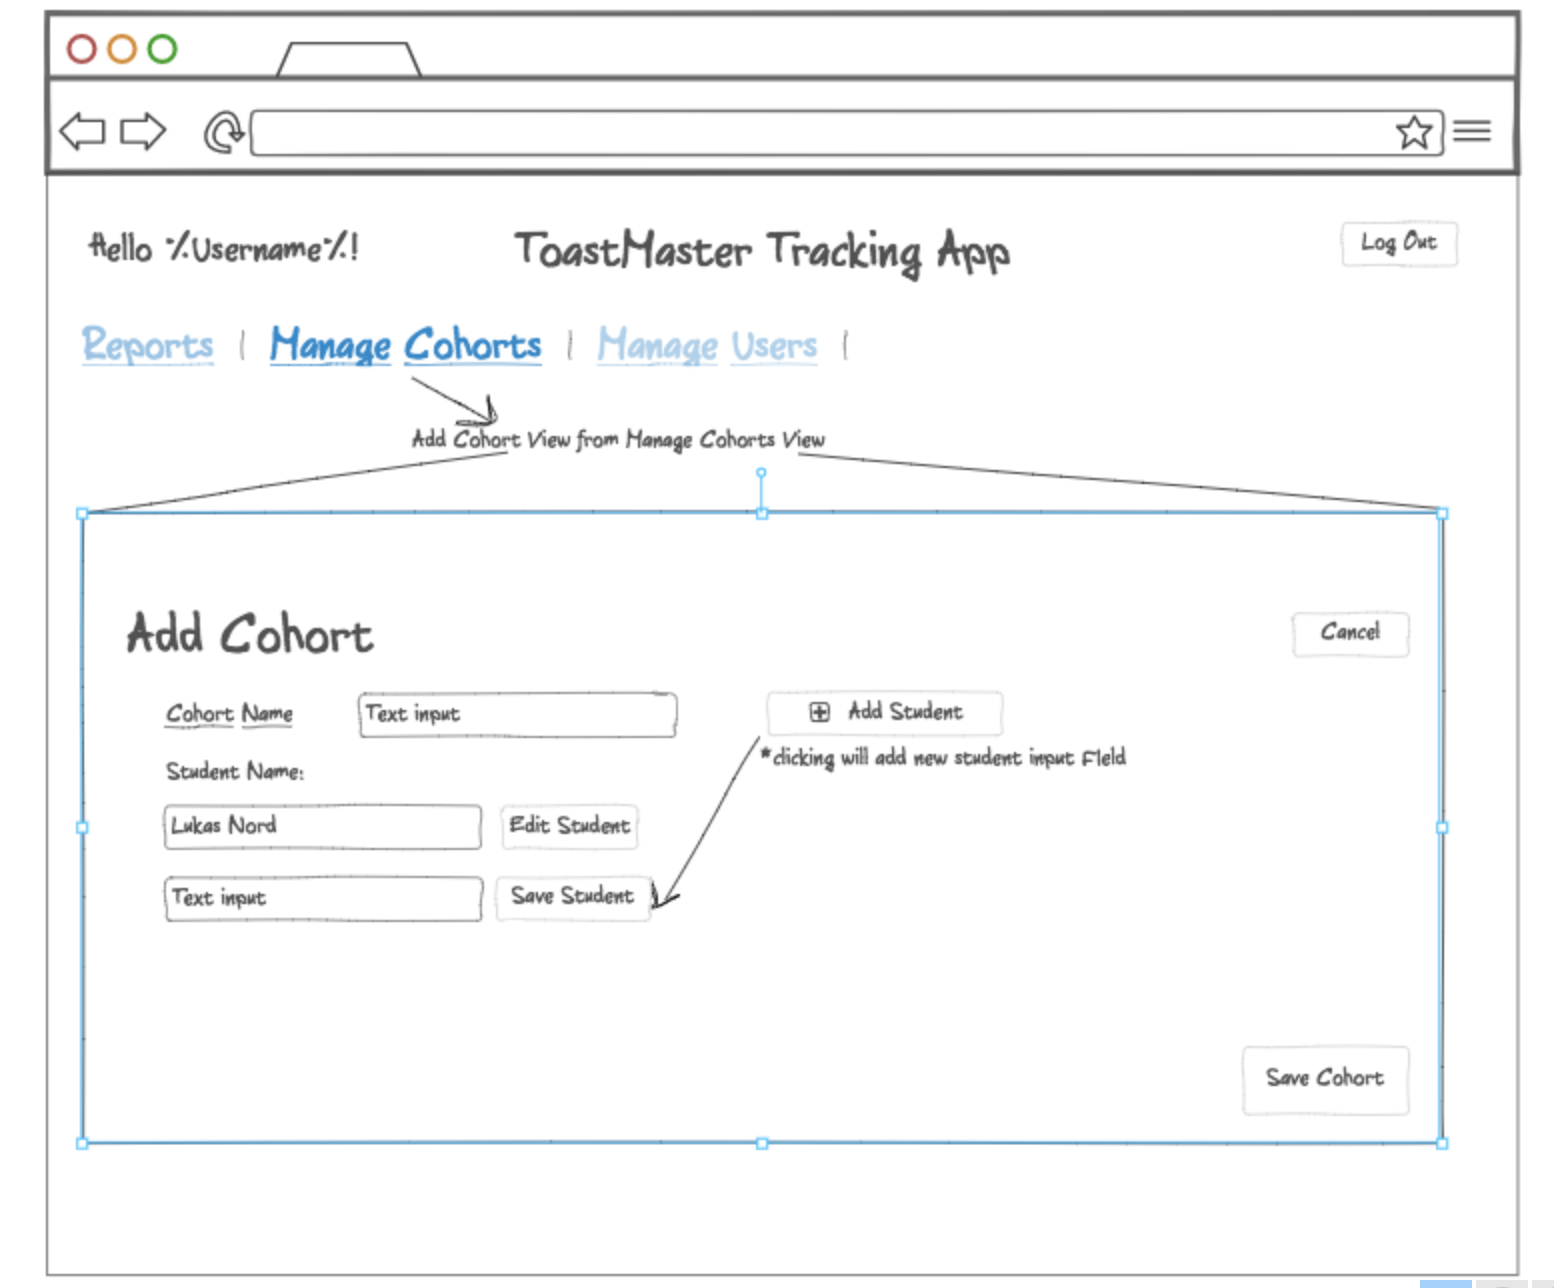 Hello %Username%!
ToastMaster Tracking App
Log Out
Reports | Manage Cohorts | Manage Users |
Add Cohort View from Manage Cohorts View
Add Cohort
Cancel
Cohort Name
Text input
Add Student
*clicking will add new student input Field
Student Name:
Lukas Nord
Edit Student
Text input
Save Student
Save Cohort